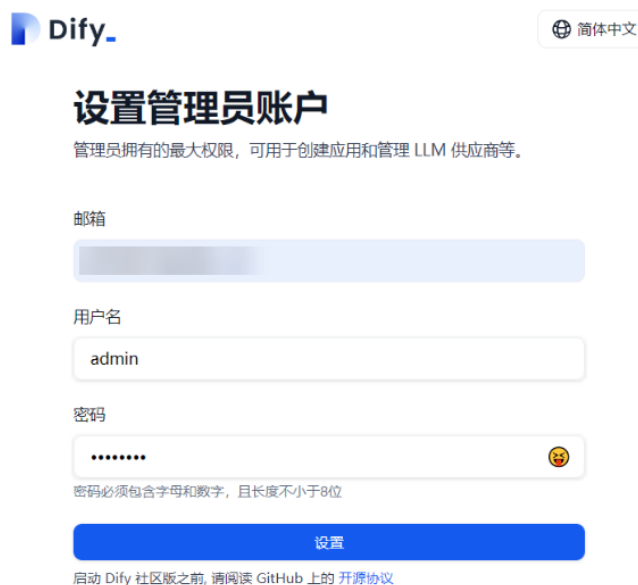 Dify_
简体中文
设置管理员账户
管理员拥有的最大权限，可用于创建应用和管理 LLM 供应商等。
邮箱
用户名
admin
密码
••••••••
密码必须包含字母和数字，且长度不小于8位
设置
启动 Dify 社区版之前, 请阅读 GitHub 上的 开源协议